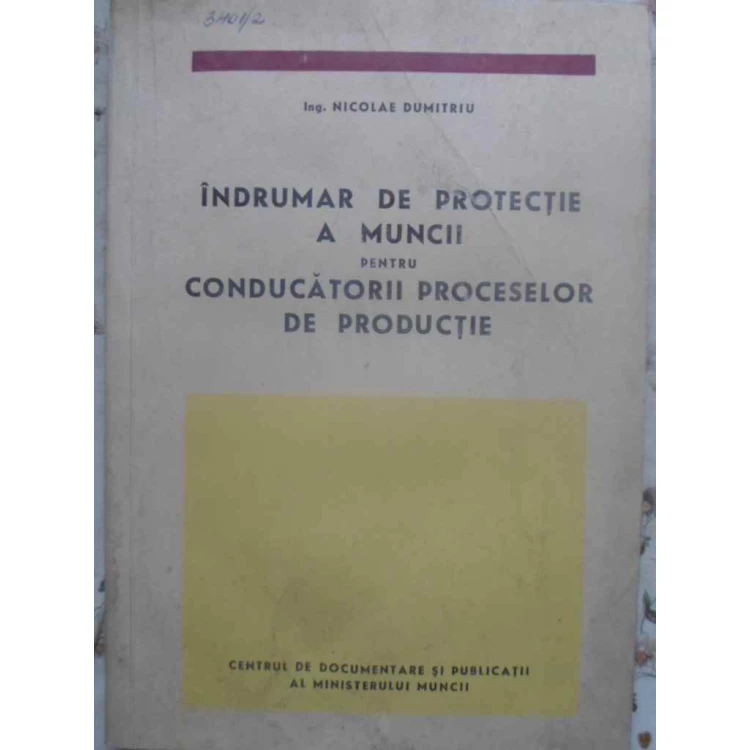 3401/2
Ing. NICOLAE DUMITRIU
ÎNDRUMAR DE PROTECȚIE
A MUNCII
PENTRU
CONDUCĂTORII PROCESELOR
DE PRODUCȚIE
CENTRUL DE DOCUMENTARE ȘI PUBLICAȚII
AL MINISTERULUI MUNCII